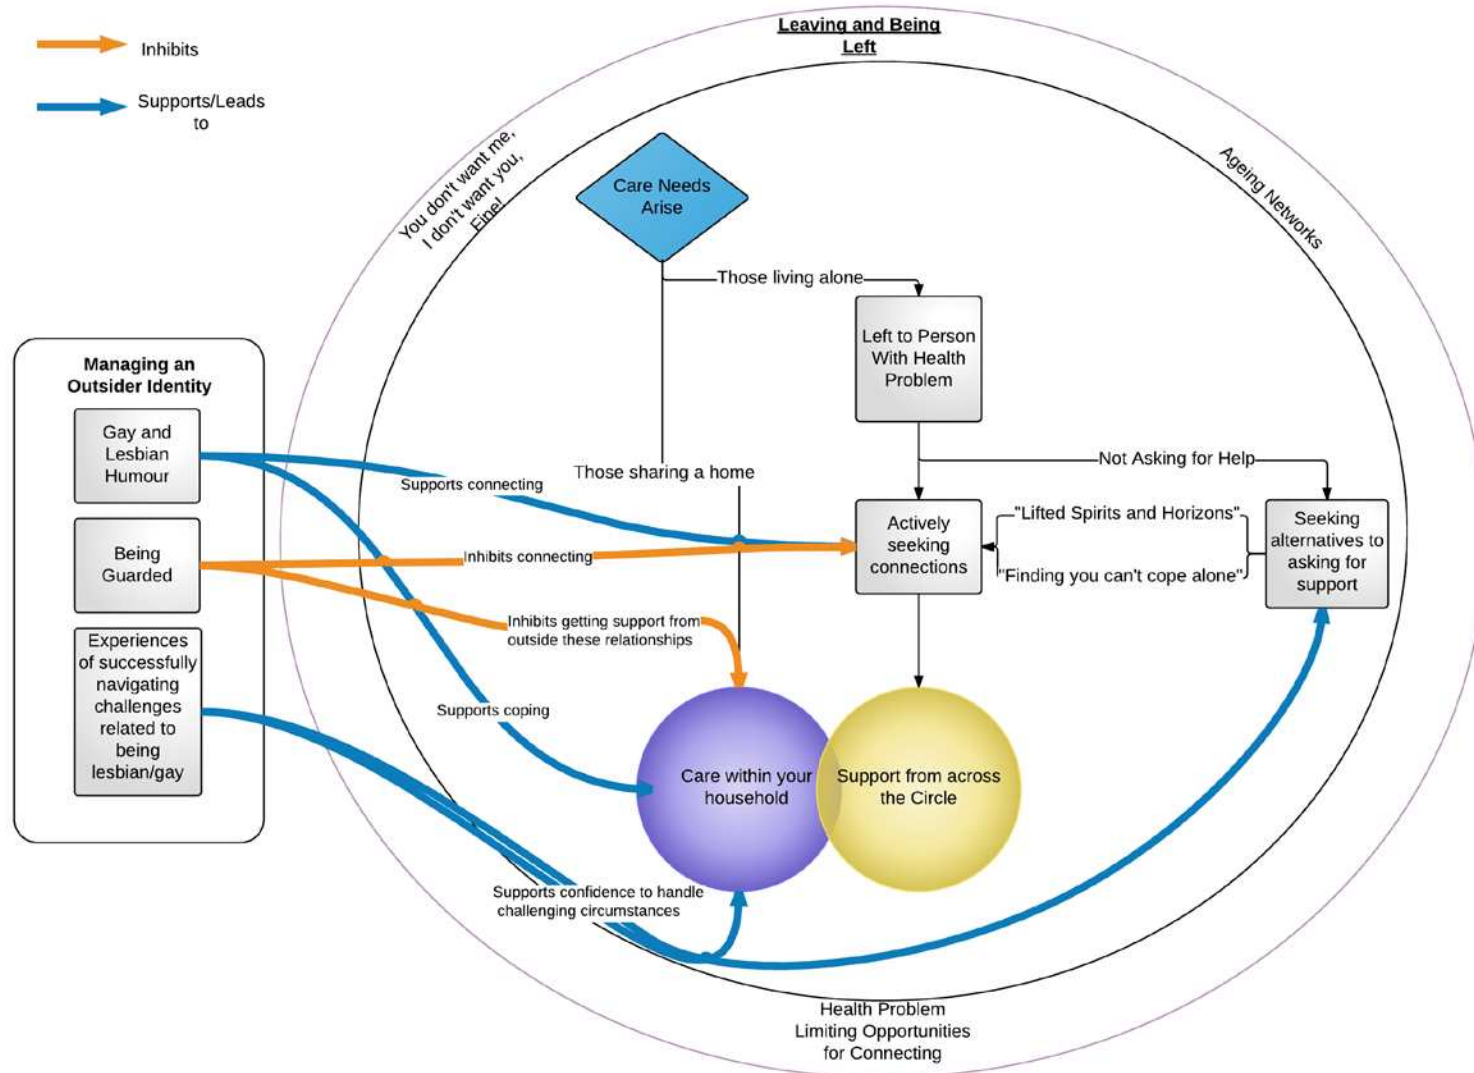 Leaving and Being
Left
Inhibits
Supports/Leads
to
You don't want me,
I don't want you,
Fine!
Ageing Networks
Care Needs
Arise
Those living alone
Left to Person
With Health
Problem
Managing an
Outsider Identity
Gay and
Lesbian
Humour
Being
Guarded
Experiences
of successfully
navigating
challenges
related to
being
lesbian/gay
Those sharing a home
Not Asking for Help
Supports connecting
Inhibits connecting
Actively
seeking
connections
"Lifted Spirits and Horizons"
"Finding you can't cope alone"
Seeking
alternatives to
asking for
support
Inhibits getting support from
outside these relationships
Supports coping
Care within your
household
Support from across
the Circle
Supports confidence to handle
challenging circumstances
Health Problem
Limiting Opportunities
for Connecting